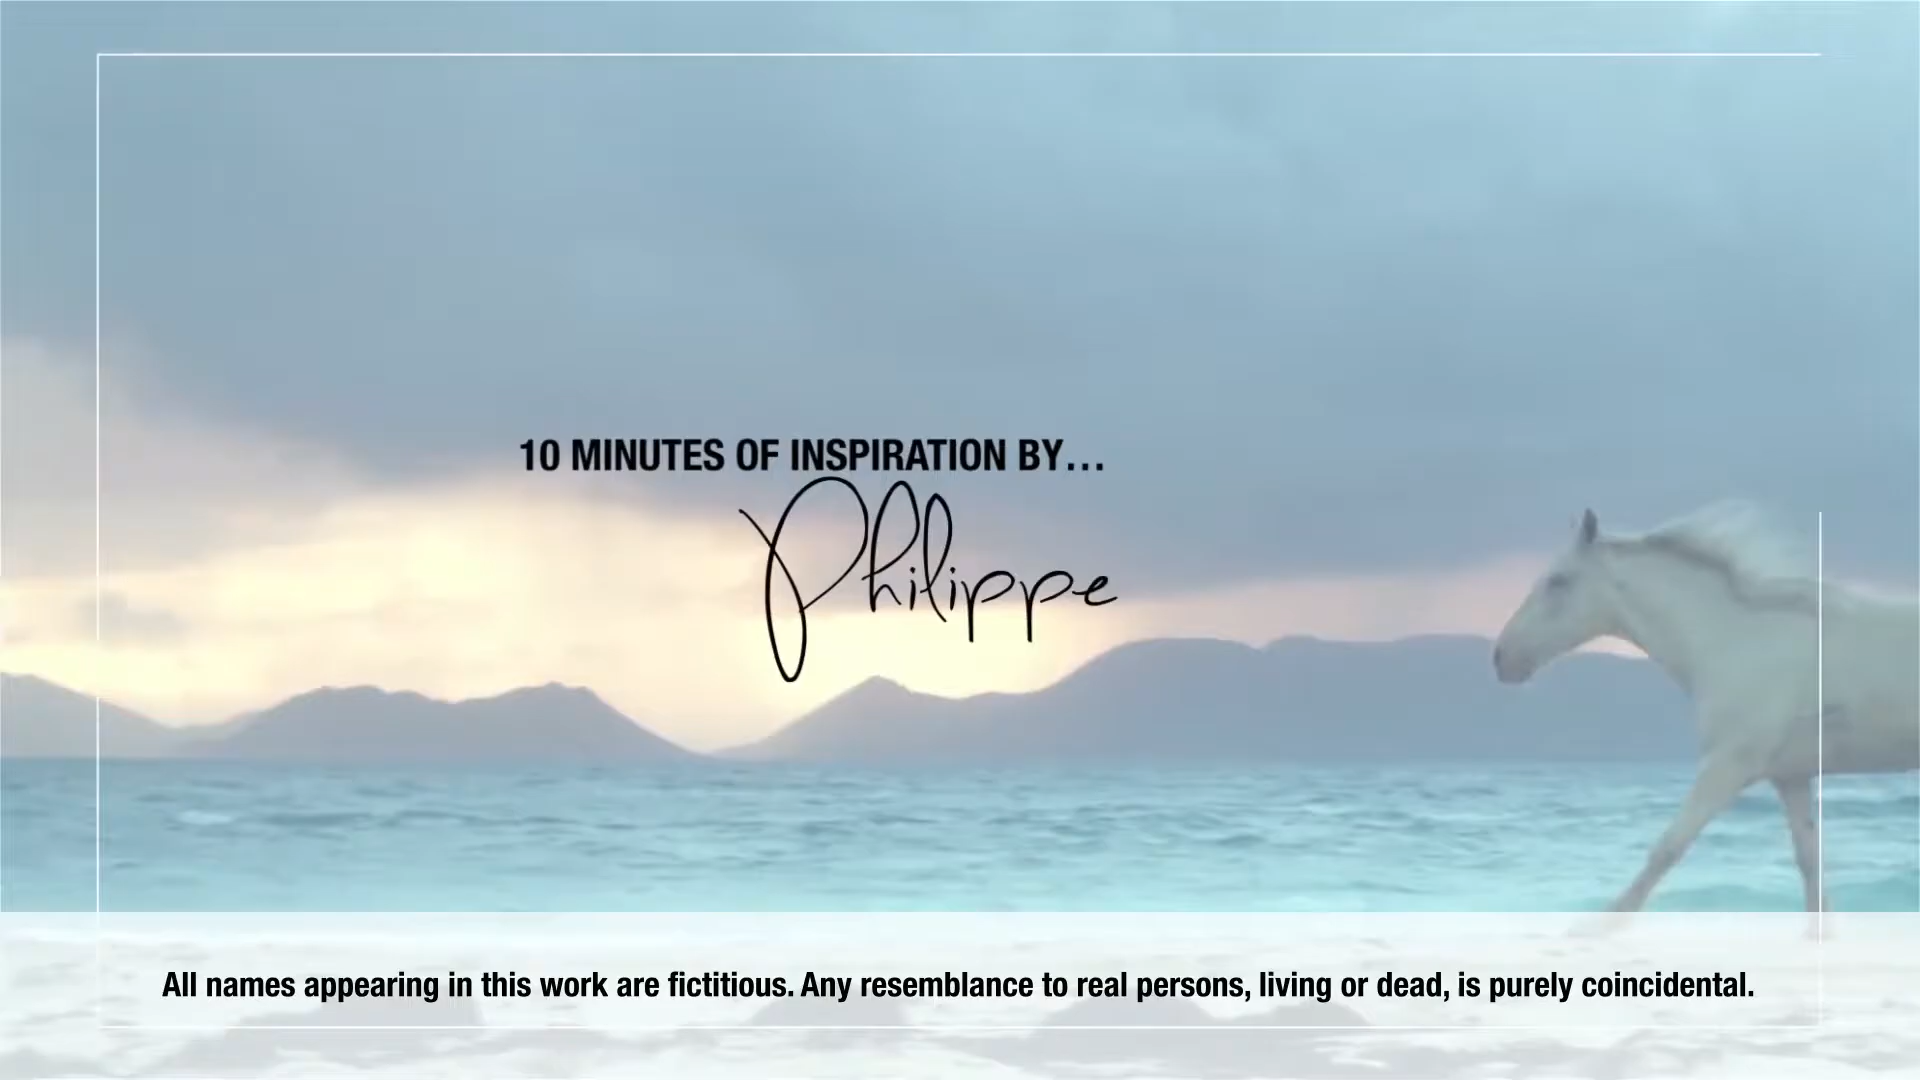 10 MINUTES OF INSPIRATION BY...
Philippe
All names appearing in this work are fictitious. Any resemblance to real persons, living or dead, is purely coincidental.